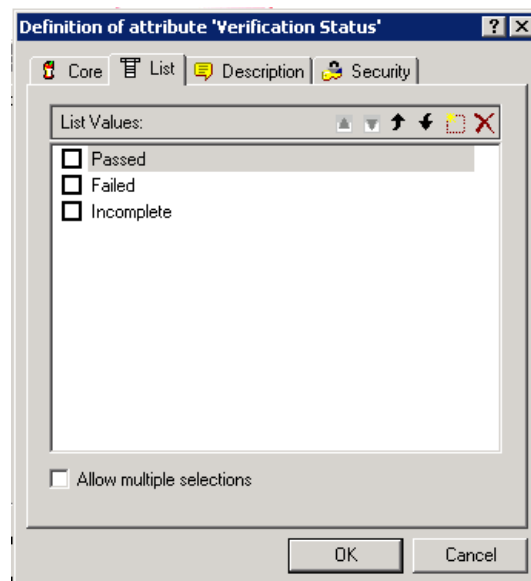 Definition of attribute 'Verification Status'
Core List Description Security
List Values:
Passed
Failed
Incomplete
Allow multiple selections
OK Cancel